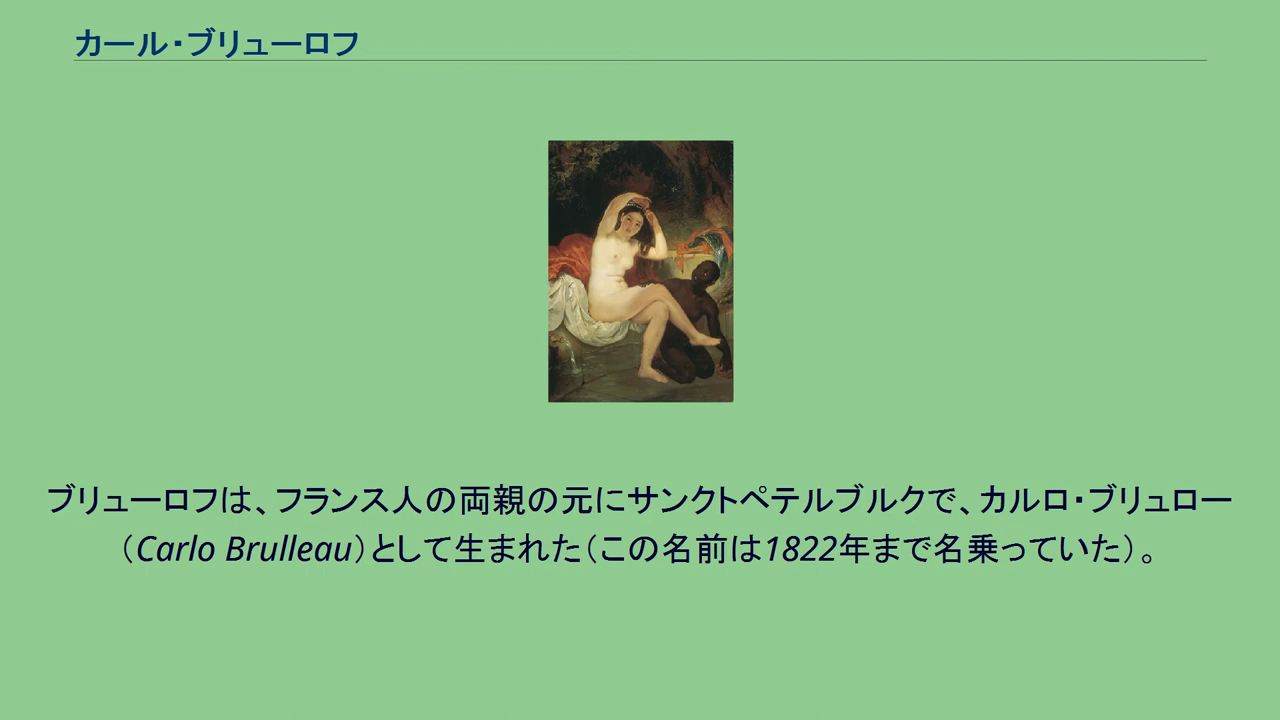 カール・ブリューロフ
ブリューロフは、フランス人の両親の元にサンクトペテルブルクで、カルロ・ブリュロー
（Carlo Brulleau）として生まれた（この名前は1822年まで名乗っていた）。